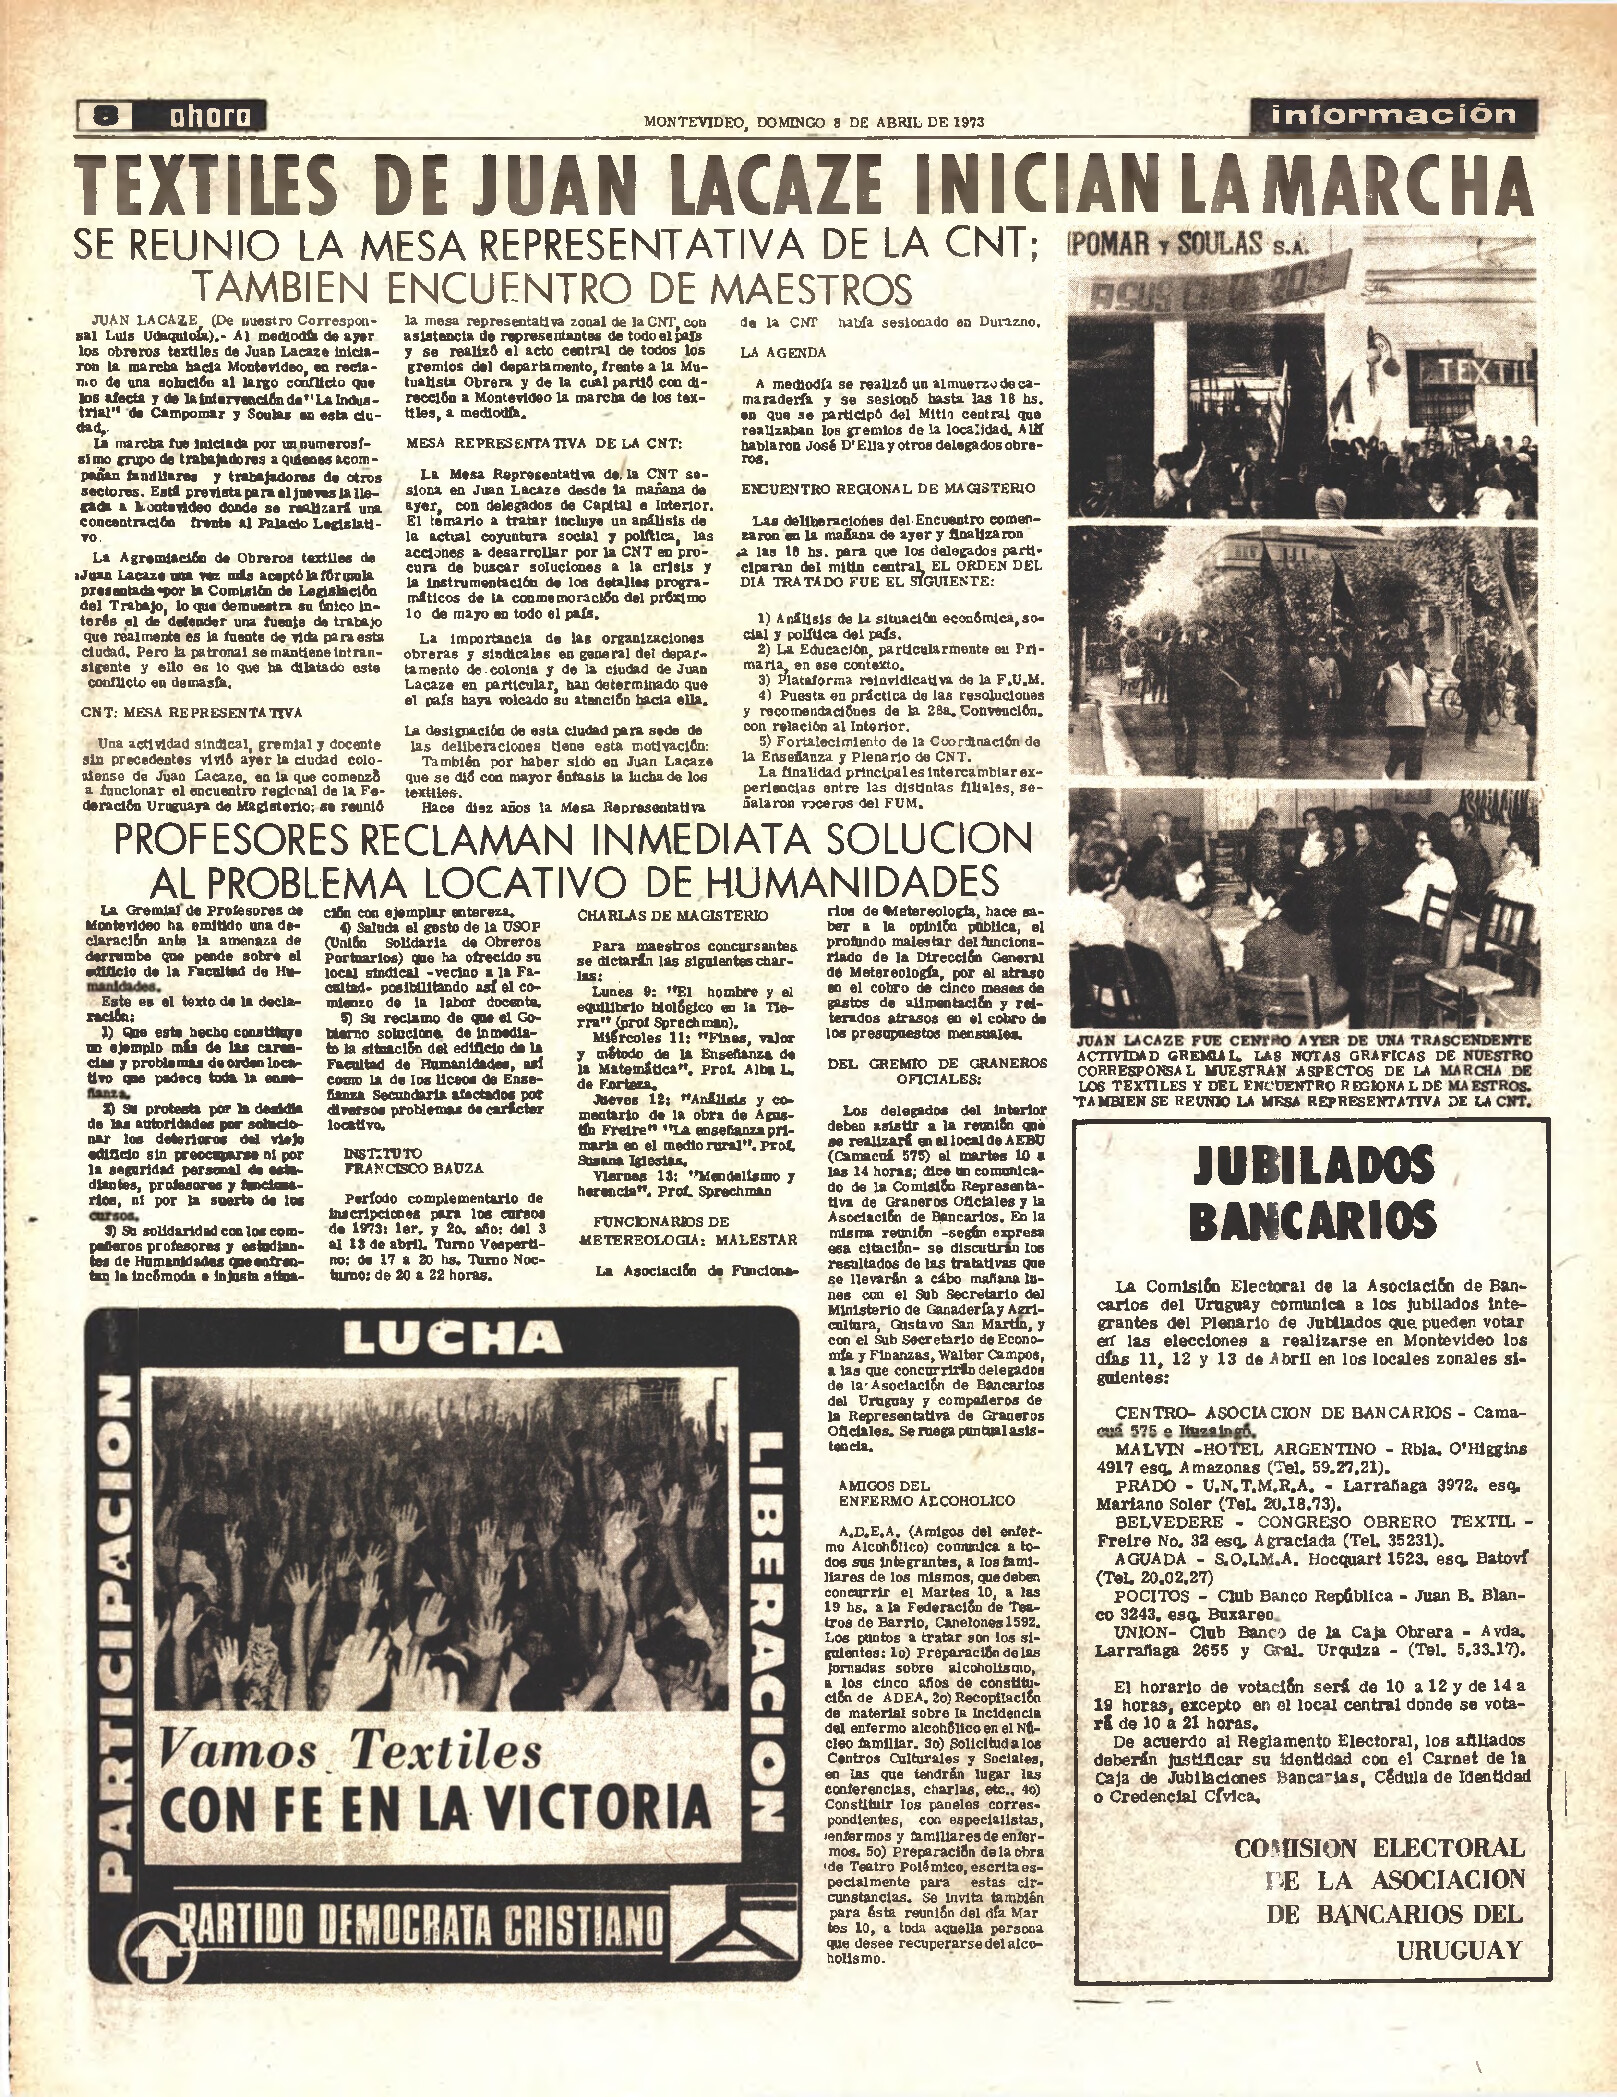 8 ahora
MONTEVIDEO, DOMINGO 8 DE ABRIL DE 1973
información
TEXTILES DE JUAN LACAZE INICIAN LA MARCHA
SE REUNIO LA MESA REPRESENTATIVA DE LA CNT;
TAMBIEN ENCUENTRO DE MAESTROS
JUAN LACAZE, (De nuestro Correspon-
sal Luis Udaquiola).- Al mediodía de ayer
los obreros textiles de Juan Lacaze inicia-
ron la marcha hacia Montevideo, en recla-
mo de una solución al largo conflicto que
los afecta y de la intervención de "La Indus-
trial" de Campomar y Soulas en esta ciu-
dad.
La marcha fue iniciada por un numerosí-
simo grupo de trabajadores a quienes acom-
pañan familiares y trabajadores de otros
sectores. Está prevista para el jueves la lle-
gada a Montevideo donde se realizará una
concentración frente al Palacio Legislati-
vo.
La Agremiación de Obreros textiles de
Juan Lacaze una vez más aceptó la fórmula
presentada por la Comisión de Legislación
del Trabajo, lo que demuestra su único in-
terés el de defender una fuente de trabajo
que realmente es la fuente de vida para esta
ciudad. Pero la patronal se mantiene intran-
sigente y ello es lo que ha dilatado este
conflicto en demasía.
CNT: MESA REPRESENTATIVA
Una actividad sindical, gremial y docente
sin precedentes vivió ayer la ciudad colo-
niense de Juan Lacaze, en la que comenzó
a funcionar el encuentro regional de la Fe-
deración Uruguaya de Magisterio; se reunió
la mesa representativa zonal de la CNT, con
asistencia de representantes de todo el país
y se realizó el acto central de todos los
gremios del departamento, frente a la Mu-
tualista Obrera y de la cual partió con di-
rección a Montevideo la marcha de los tex-
tiles, a mediodía.
MESA REPRESENTATIVA DE LA CNT:
La Mesa Representativa de la CNT se-
siona en Juan Lacaze desde la mañana de
ayer, con delegados de Capital e Interior.
El temario a tratar incluye un análisis de
la actual coyuntura social y política, las
acciones a desarrollar por la CNT en pro-
cura de buscar soluciones a la crisis y
la instrumentación de los detalles progra-
máticos de la conmemoración del próximo
1o de mayo en todo el país.
La importancia de las organizaciones
obreras y sindicales en general del depar-
tamento de colonia y de la ciudad de Juan
Lacaze en particular, han determinado que
el país haya volcado su atención hacia ella.
La designación de esta ciudad para sede de
las deliberaciones tiene esta motivación:
También por haber sido en Juan Lacaze
que se dió con mayor énfasis la lucha de los
textiles.
Hace diez años la Mesa Representativa
de la CNT había sesionado en Durazno.
LA AGENDA
A mediodía se realizó un almuerzo de ca-
maradería y se sesionó hasta las 18 hs.
en que se participó del Mitin central que
realizaban los gremios de la localidad. Allí
hablaron José D'Elía y otros delegados obre-
ros.
ENCUENTRO REGIONAL DE MAGISTERIO
Las deliberaciones del Encuentro comen-
zaron en la mañana de ayer y finalizaron
a las 18 hs. para que los delegados parti-
ciparan del mitin central. EL ORDEN DEL
DIA TRATADO FUE EL SIGUIENTE:
1) Análisis de la situación económica, so-
cial y política del país.
2) La Educación, particularmente en Pri-
maria, en ese contexto.
3) Plataforma reinvidicativa de la F.U.M.
4) Puesta en práctica de las resoluciones
y recomendaciónes de la 28a. Convención.
con relación al Interior.
5) Fortalecimiento de la Coordinación de
la Enseñanza y Plenario de CNT.
La finalidad principal es intercambiar ex-
periencias entre las distintas filiales, se-
ñalaron voceros del FUM.
POMAR Y SOULAS S.A.
TEXTIL
JUAN LACAZE FUE CENTRO AYER DE UNA TRASCENDENTE
ACTIVIDAD GREMIAL. LAS NOTAS GRAFICAS DE NUESTRO
CORRESPONSAL MUESTRAN ASPECTOS DE LA MARCHA DE
LOS TEXTILES Y DEL ENCUENTRO REGIONAL DE MAESTROS.
TAMBIEN SE REUNIO LA MESA REPRESENTATIVA DE LA CNT.
PROFESORES RECLAMAN INMEDIATA SOLUCION
AL PROBLEMA LOCATIVO DE HUMANIDADES
La Gremial de Profesores de
Montevideo ha emitido una de-
claración ante la amenaza de
derrumbe que pende sobre el
edificio de la Facultad de Hu-
manidades.
Este es el texto de la decla-
ración:
1) Que este hecho constituye
un ejemplo más de las caren-
cias y problemas de orden loca-
tivo que padece toda la ense-
ñanza.
2) Su protesta por la desidia
de las autoridades por solucio-
nar los deterioros del viejo
edificio sin preocuparse ni por
la seguridad personal de estu-
diantes, profesores y funciona-
rios, ni por la suerte de los
cursos.
3) Su solidaridad con los com-
pañeros profesores y estudian-
tes de Humanidades que enfren-
tan la incómoda e injusta situa-
ción con ejemplar entereza.
4) Saluda el gesto de la USOP
(Unión Solidaria de Obreros
Portuarios) que ha ofrecido su
local sindical -vecino a la Fa-
cultad- posibilitando así el co-
mienzo de la labor docente.
5) Su reclamo de que el Go-
bierno solucione de inmedia-
to la situación del edificio de la
Facultad de Humanidades, así
como la de los liceos de Ense-
ñanza Secundaria afectados por
diversos problemas de carácter
locativo.
INSTITUTO
FRANCISCO BAUZA
Período complementario de
inscripciones para los cursos
de 1973: 1er. y 2o. año: del 3
al 13 de abril. Turno Vesperti-
no: de 17 a 20 hs. Turno Noc-
turno: de 20 a 22 horas.
CHARLAS DE MAGISTERIO
Para maestros concursantes
se dictarán las siguientes char-
las:
Lunes 9: "El hombre y el
equilibrio biológico en la Tie-
rra" (prof Sprechman).
Miércoles 11: "Fines, valor
y método de la Enseñanza de
la Matemática". Prof. Alba L.
de Forteza.
Jueves 12: "Análisis y co-
mentario de la obra de Agus-
tín Freire" "La enseñanza pri-
maria en el medio rural". Prof.
Susana Iglesias.
Viernes 13: "Mendelismo y
herencia". Prof. Sprechman
FUNCIONARIOS DE
METEREOLOGIA: MALESTAR
La Asociación de Funciona-
rios de Metereología, hace sa-
ber a la opinión pública, el
profundo malestar del funciona-
riado de la Dirección General
de Metereología, por el atraso
en el cobro de cinco meses de
gastos de alimentación y rei-
terados atrasos en el cobro de
los presupuestos mensuales.
DEL GREMIO DE GRANEROS
OFICIALES:
Los delegados del interior
deben asistir a la reunión que
se realizará en el local de AEBU
(Camacuá 575) el martes 10 a
las 14 horas; dice un comunica-
do de la Comisión Representa-
tiva de Graneros Oficiales y la
Asociación de Bancarios. En la
misma reunión -según expresa
esa citación- se discutirán los
resultados de las tratativas que
se llevarán a cabo mañana lu-
nes con el Sub Secretario del
Ministerio de Ganadería y Agri-
cultura, Gustavo San Martín, y
con el Sub Secretario de Econo-
mía y Finanzas, Walter Campos,
a las que concurrirán delegados
de la Asociación de Bancarios
del Uruguay y compañeros de
la Representativa de Graneros
Oficiales. Se ruega puntual asis-
tencia.
AMIGOS DEL
ENFERMO ALCOHOLICO
A.D.E.A. (Amigos del enfer-
mo Alcohólico) comunica a to-
dos sus integrantes, a los fami-
liares de los mismos, que deben
concurrir el Martes 10, a las
19 hs. a la Federación de Tea-
tros de Barrio, Canelones 1592.
Los puntos a tratar son los si-
guientes: 1o) Preparación de las
jornadas sobre alcoholismo,
a los cinco años de constitu-
ción de ADEA. 2o) Recopilación
de material sobre la Incidencia
del enfermo alcohólico en el Nú-
cleo familiar. 3o) Solicitud a los
Centros Culturales y Sociales,
en las que tendrán lugar las
conferencias, charlas, etc.. 4o)
Constituir los paneles corres-
pondientes, con especialistas,
enfermos y familiares de enfer-
mos. 5o) Preparación de la obra
de Teatro Polémico, escrita es-
pecialmente para estas cir-
cunstancias. Se invita también
para ésta reunión del día Mar
tes 10, a toda aquella persona
que desee recuperarse del alco-
holismo.
LUCHA
PARTICIPACION
LIBERACION
Vamos Textiles
CON FE EN LA VICTORIA
PARTIDO DEMOCRATA CRISTIANO
JUBILADOS
BANCARIOS
La Comisión Electoral de la Asociación de Ban-
carios del Uruguay comunica a los jubilados inte-
grantes del Plenario de Jubilados que pueden votar
en las elecciones a realizarse en Montevideo los
días 11, 12 y 13 de Abril en los locales zonales si-
guientes:
CENTRO- ASOCIACION DE BANCARIOS - Cama-
cuá 575 e Ituzaingó.
MALVIN -HOTEL ARGENTINO - Rbla. O'Higgins
4917 esq. Amazonas (Tel. 59.27.21).
PRADO - U.N.T.M.R.A. - Larrañaga 3972. esq.
Mariano Soler (Tel. 20.18.73).
BELVEDERE - CONGRESO OBRERO TEXTIL -
Freire No. 32 esq. Agraciada (Tel. 35231).
AGUADA - S.O.I.M.A. Hocquart 1523. esq. Batoví
(Tel. 20.02.27)
POCITOS - Club Banco República - Juan B. Blan-
co 3243. esq. Buxareo
UNION- Club Banco de la Caja Obrera - Avda.
Larrañaga 2655 y Gral. Urquiza - (Tel. 5.33.17).
El horario de votación será de 10 a 12 y de 14 a
19 horas, excepto en el local central donde se vota-
rá de 10 a 21 horas.
De acuerdo al Reglamento Electoral, los afiliados
deberán justificar su identidad con el Carnet de la
Caja de Jubilaciones Bancarias, Cédula de Identidad
o Credencial Cívica.
COMISION ELECTORAL
DE LA ASOCIACION
DE BANCARIOS DEL
URUGUAY